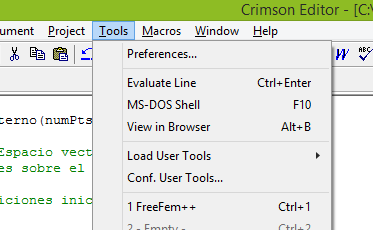 Crimson Editor - [C:\
ument Project Tools Macros Window Help
Preferences...
Evaluate Line Ctrl+Enter
MS-DOS Shell F10
View in Browser Alt+B
Load User Tools
Conf. User Tools...
1 FreeFem++ Ctrl+1
2 - Empty - Ctrl+2
terno(numPts
Espacio vect
es sobre el
iciones inic